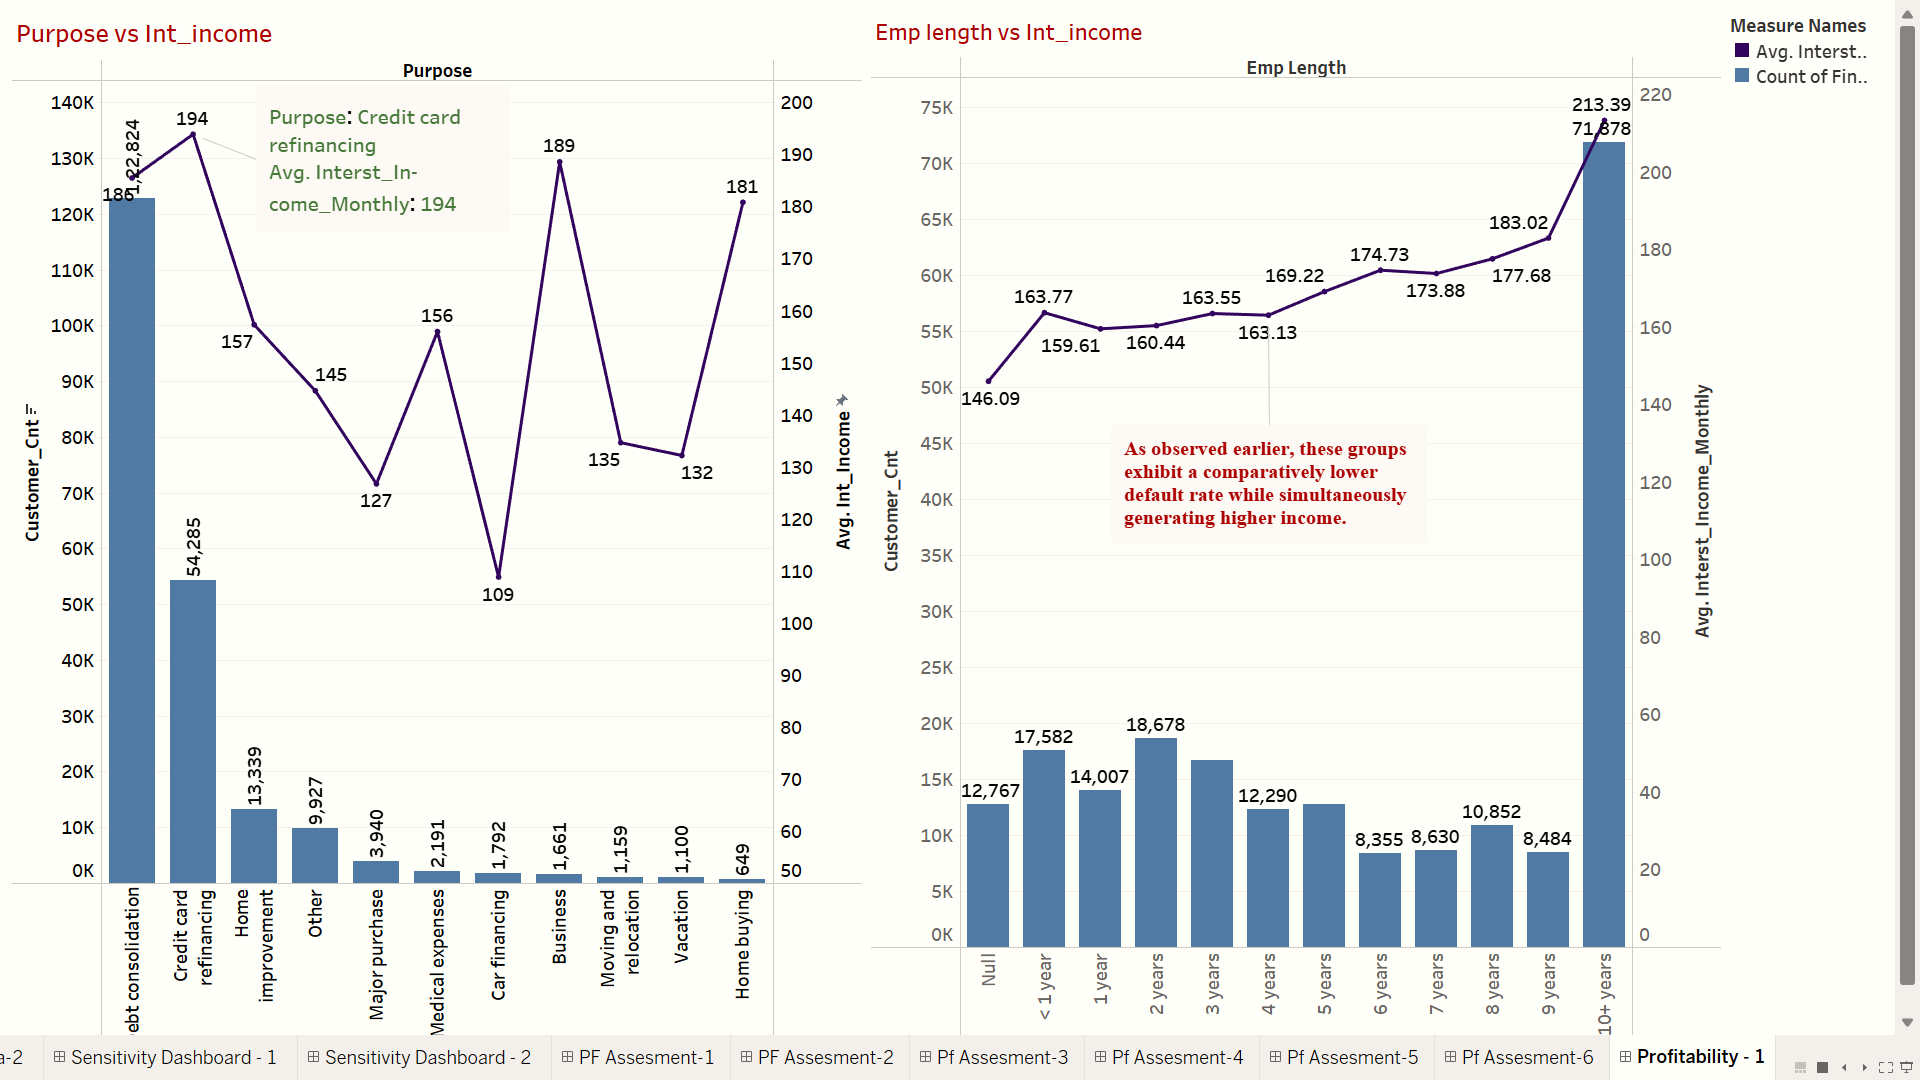 Purpose vs Int_income
Purpose
140K
130K
120K
110K
100K
90K
80K
70K
60K
50K
40K
30K
20K
10K
0K
Customer_Cnt
200
190
180
170
160
150
140
130
120
110
100
90
80
70
60
50
Avg. Int_Income
186
194
157
145
127
156
109
189
135
132
181
Purpose: Credit card
refinancing
Avg. Interst_In-
come_Monthly: 194
1,22,824
54,285
13,339
9,927
3,940
2,191
1,792
1,661
1,159
1,100
649
ebt consolidation
Credit card
refinancing
Home
improvement
Other
Major purchase
Medical expenses
Car financing
Business
Moving and
relocation
Vacation
Home buying
Emp length vs Int_income
Emp Length
75K
70K
65K
60K
55K
50K
45K
40K
35K
30K
25K
20K
15K
10K
5K
0K
Customer_Cnt
220
200
180
160
140
120
100
80
60
40
20
0
Avg. Interst_Income_Monthly
146.09
163.77
159.61
160.44
163.55
163.13
169.22
174.73
173.88
177.68
183.02
213.39
As observed earlier, these groups
exhibit a comparatively lower
default rate while simultaneously
generating higher income.
12,767
17,582
14,007
18,678
12,290
8,355
8,630
10,852
8,484
71,878
Null
< 1 year
1 year
2 years
3 years
4 years
5 years
6 years
7 years
8 years
9 years
10+ years
Measure Names
Avg. Interst..
Count of Fin..
a-2
Sensitivity Dashboard - 1
Sensitivity Dashboard - 2
PF Assesment-1
PF Assesment-2
Pf Assesment-3
Pf Assesment-4
Pf Assesment-5
Pf Assesment-6
Profitability - 1